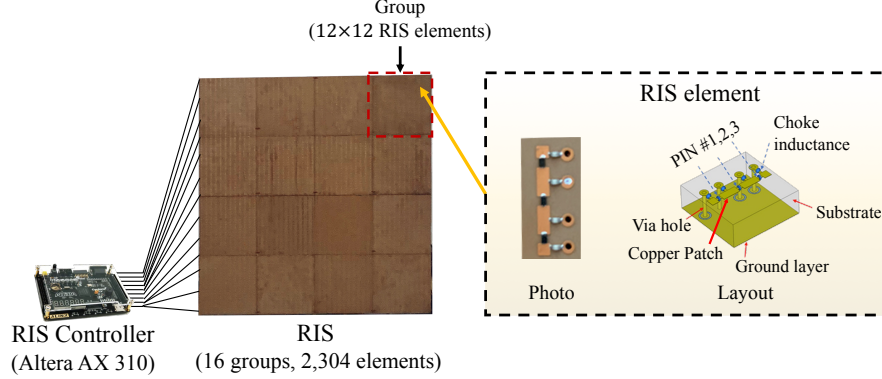 Group
(12×12 RIS elements)
RIS element
PIN #1,2,3
Choke
inductance
Via hole
Substrate
Copper Patch
Ground layer
Photo
Layout
RIS Controller
(Altera AX 310)
RIS
(16 groups, 2,304 elements)